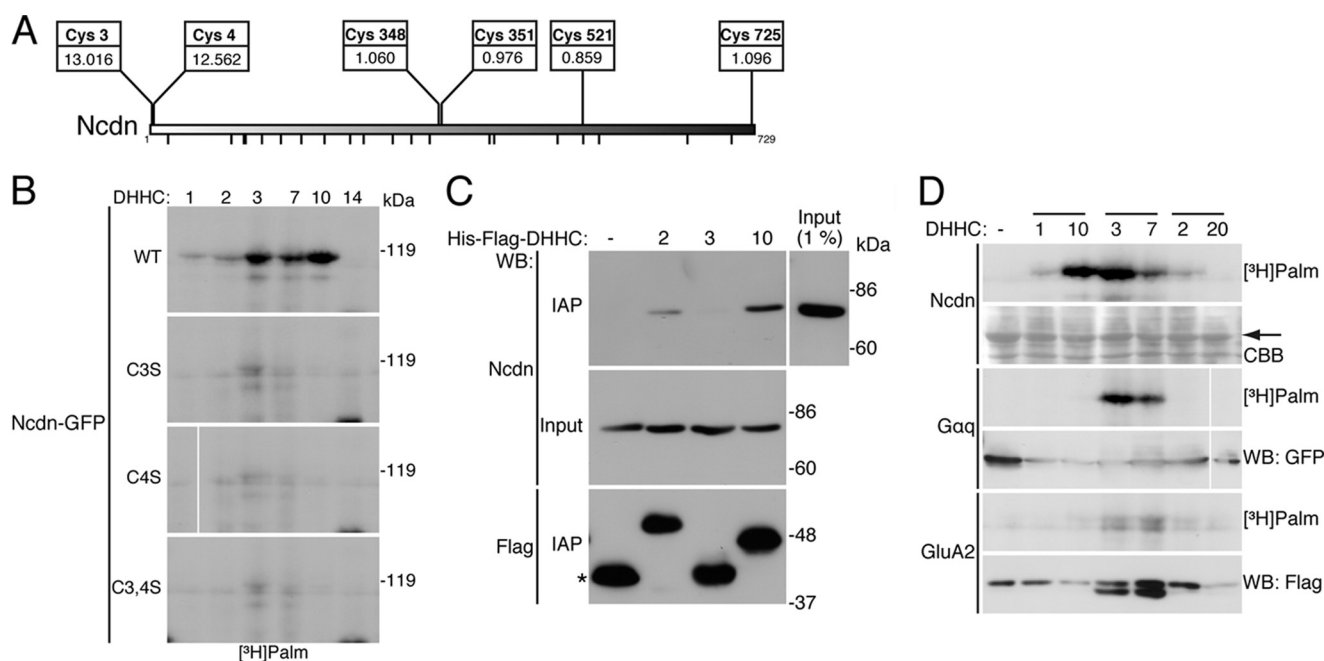 A
Cys 3
13.016
Cys 4
12.562
Cys 348
1.060
Cys 351
0.976
Cys 521
0.859
Cys 725
1.096
Ncdn
1
729
B
DHHC: 1 2 3 7 10 14 kDa
WT
-119
C3S
-119
Ncdn-GFP
C4S
-119
C3,4S
-119
[³H]Palm
C
His-Flag-DHHC: - 2 3 10 Input (1 %) kDa
WB:
IAP
-86
-60
Ncdn
Input
-86
-60
Flag
IAP
-48
*
-37
D
DHHC: - 1 10 3 7 2 20
Ncdn
[³H]Palm
CBB
Gαq
[³H]Palm
WB: GFP
GluA2
[³H]Palm
WB: Flag